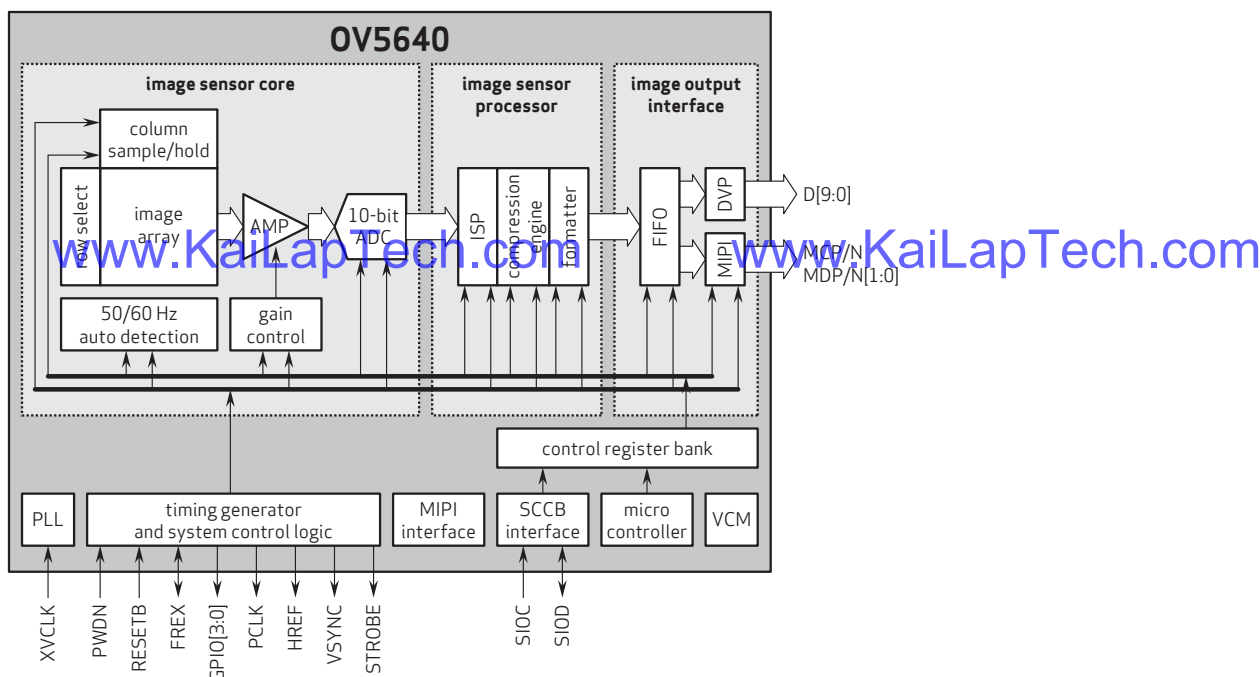 OV5640
image sensor core
image sensor
processor
image output
interface
column
sample/hold
row select
image
array
AMP
10-bit
ADC
ISP
compression
engine
formatter
FIFO
DVP
MIPI
D[9:0]
MCP/N
MDP/N[1:0]
www.KaiLapTech.com
www.KaiLapTech.com
50/60 Hz
auto detection
gain
control
control register bank
PLL
timing generator
and system control logic
MIPI
interface
SCCB
interface
micro
controller
VCM
XVCLK
PWDN
RESETB
FREX
GPIO[3:0]
PCLK
HREF
VSYNC
STROBE
SIOC
SIOD